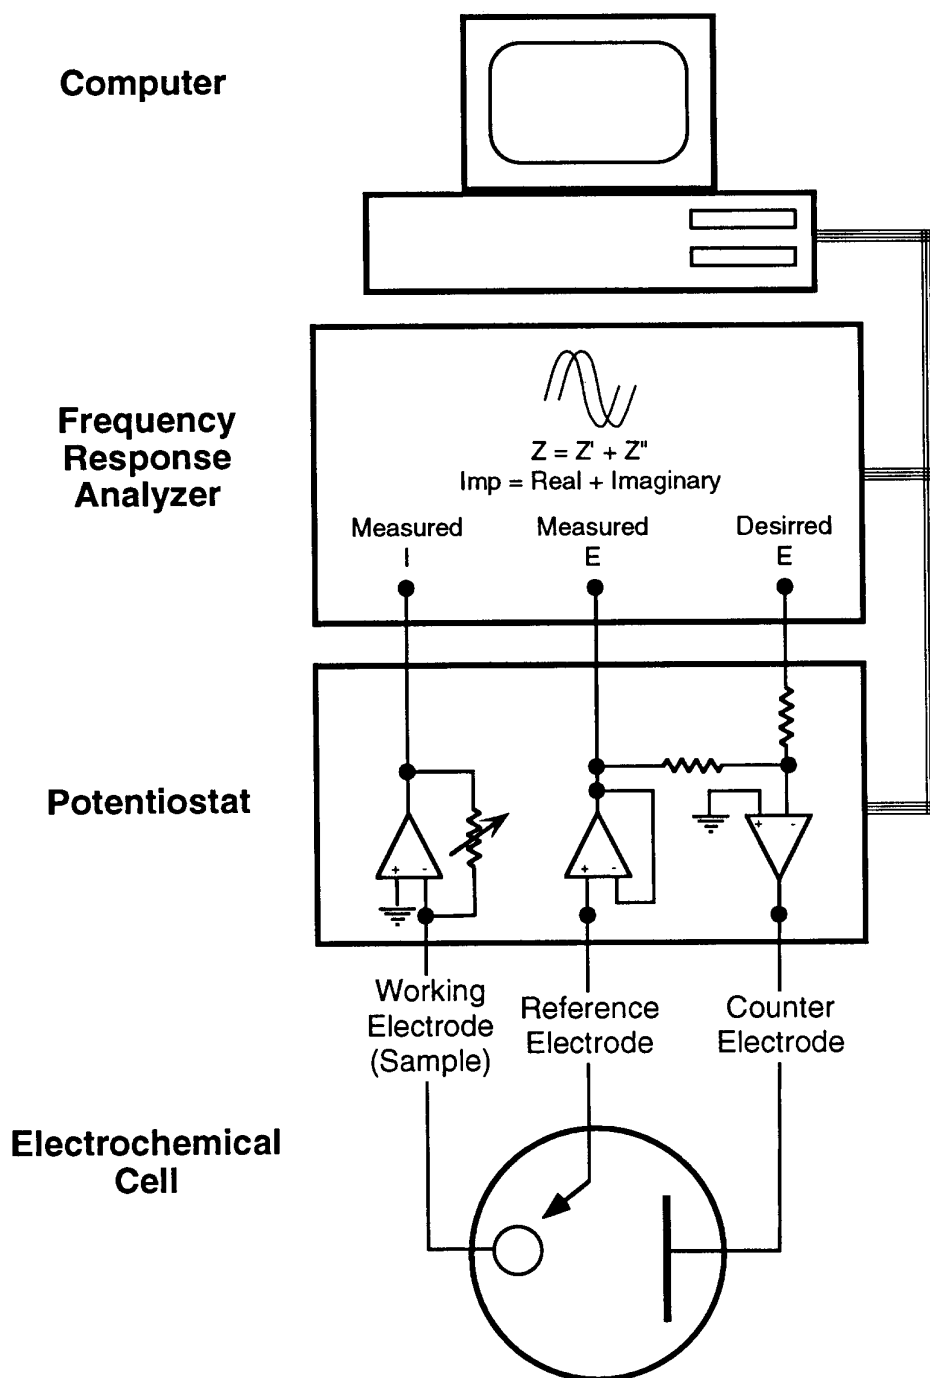 Computer
Frequency
Response
Analyzer
Z = Z' + Z"
Imp = Real + Imaginary
Measured
I
Measured
E
Desirred
E
Potentiostat
+ -
+ -
+ -
Working
Electrode
(Sample)
Reference
Electrode
Counter
Electrode
Electrochemical
Cell